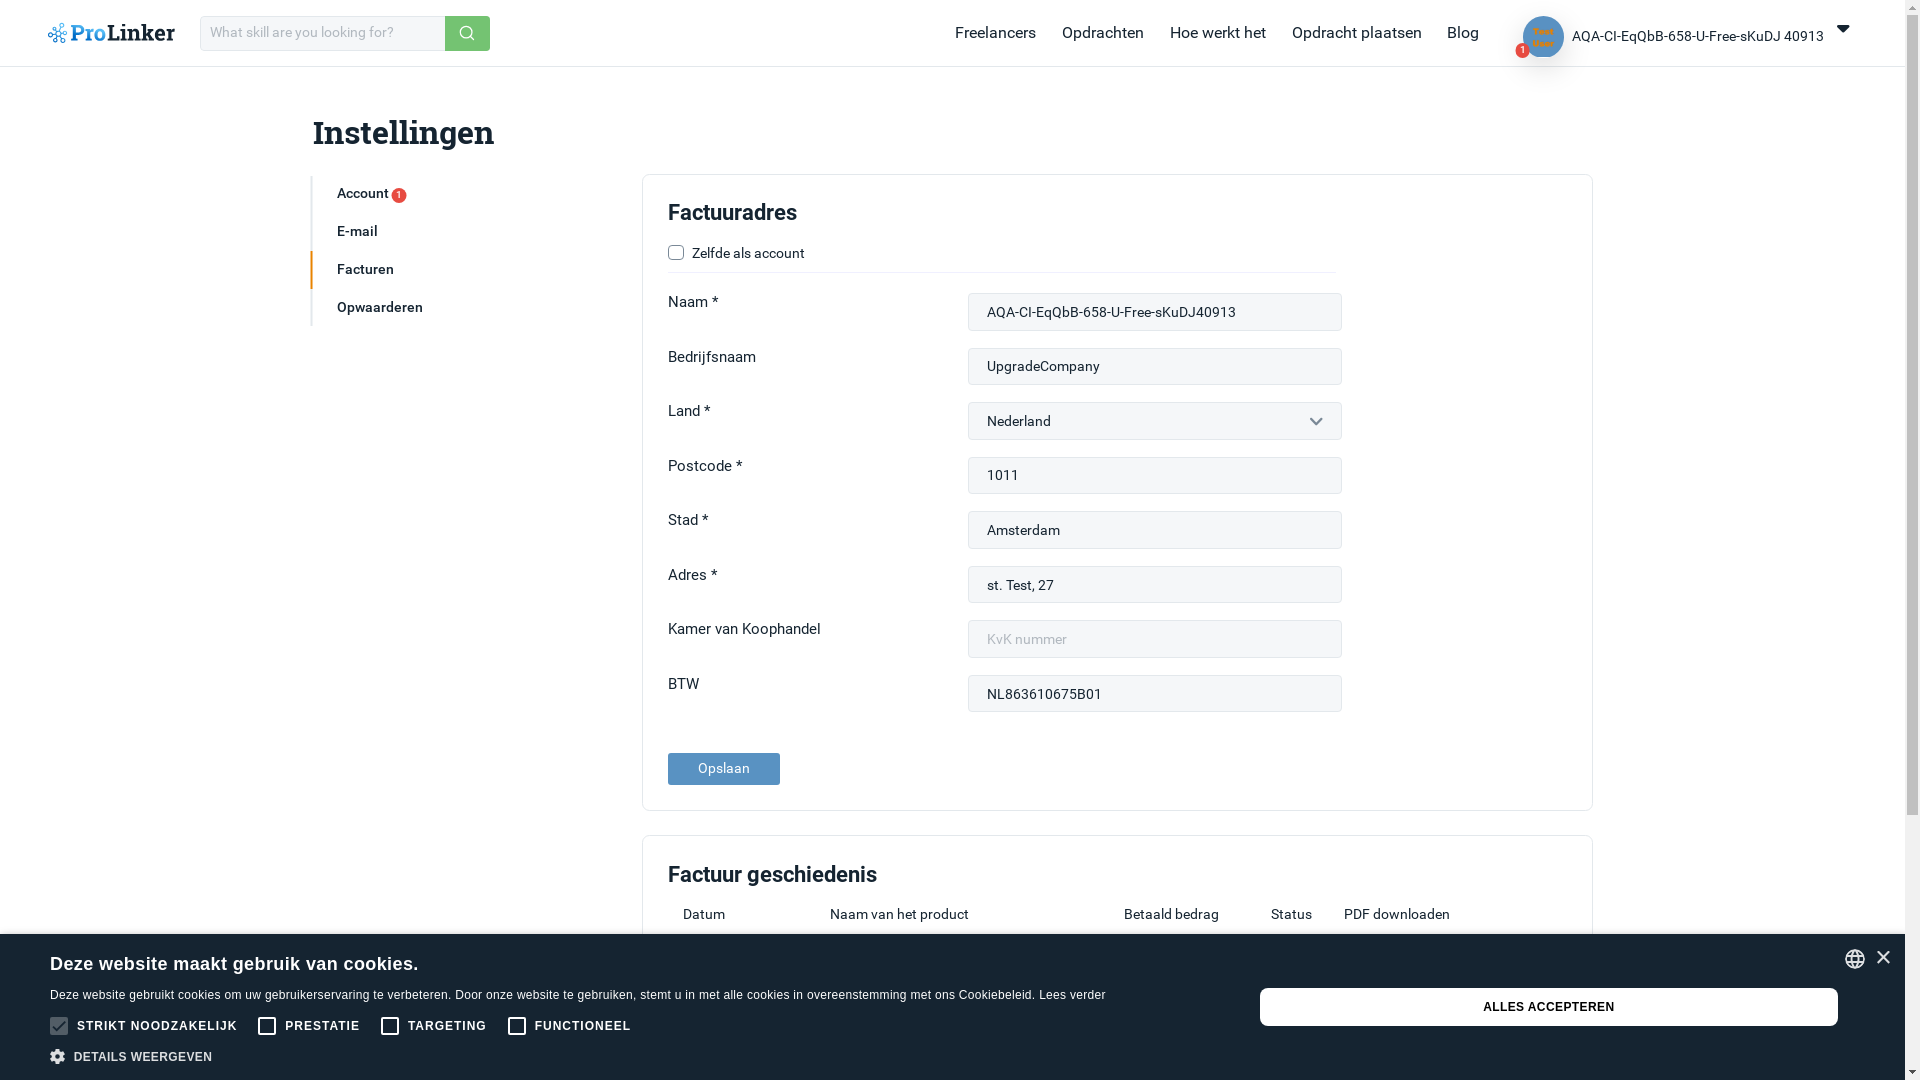 ProLinker
What skill are you looking for?
Freelancers
Opdrachten
Hoe werkt het
Opdracht plaatsen
Blog
Test User
1
AQA-CI-EqQbB-658-U-Free-sKuDJ 40913
Instellingen
Account 1
E-mail
Facturen
Opwaarderen
Factuuradres
Zelfde als account
Naam *
AQA-CI-EqQbB-658-U-Free-sKuDJ40913
Bedrijfsnaam
UpgradeCompany
Land *
Nederland
Postcode *
1011
Stad *
Amsterdam
Adres *
st. Test, 27
Kamer van Koophandel
KvK nummer
BTW
NL863610675B01
Opslaan
Factuur geschiedenis
Datum
Naam van het product
Betaald bedrag
Status
PDF downloaden
Deze website maakt gebruik van cookies.
Deze website gebruikt cookies om uw gebruikerservaring te verbeteren. Door onze website te gebruiken, stemt u in met alle cookies in overeenstemming met ons Cookiebeleid. Lees verder
STRIKT NOODZAKELIJK
PRESTATIE
TARGETING
FUNCTIONEEL
DETAILS WEERGEVEN
ALLES ACCEPTEREN